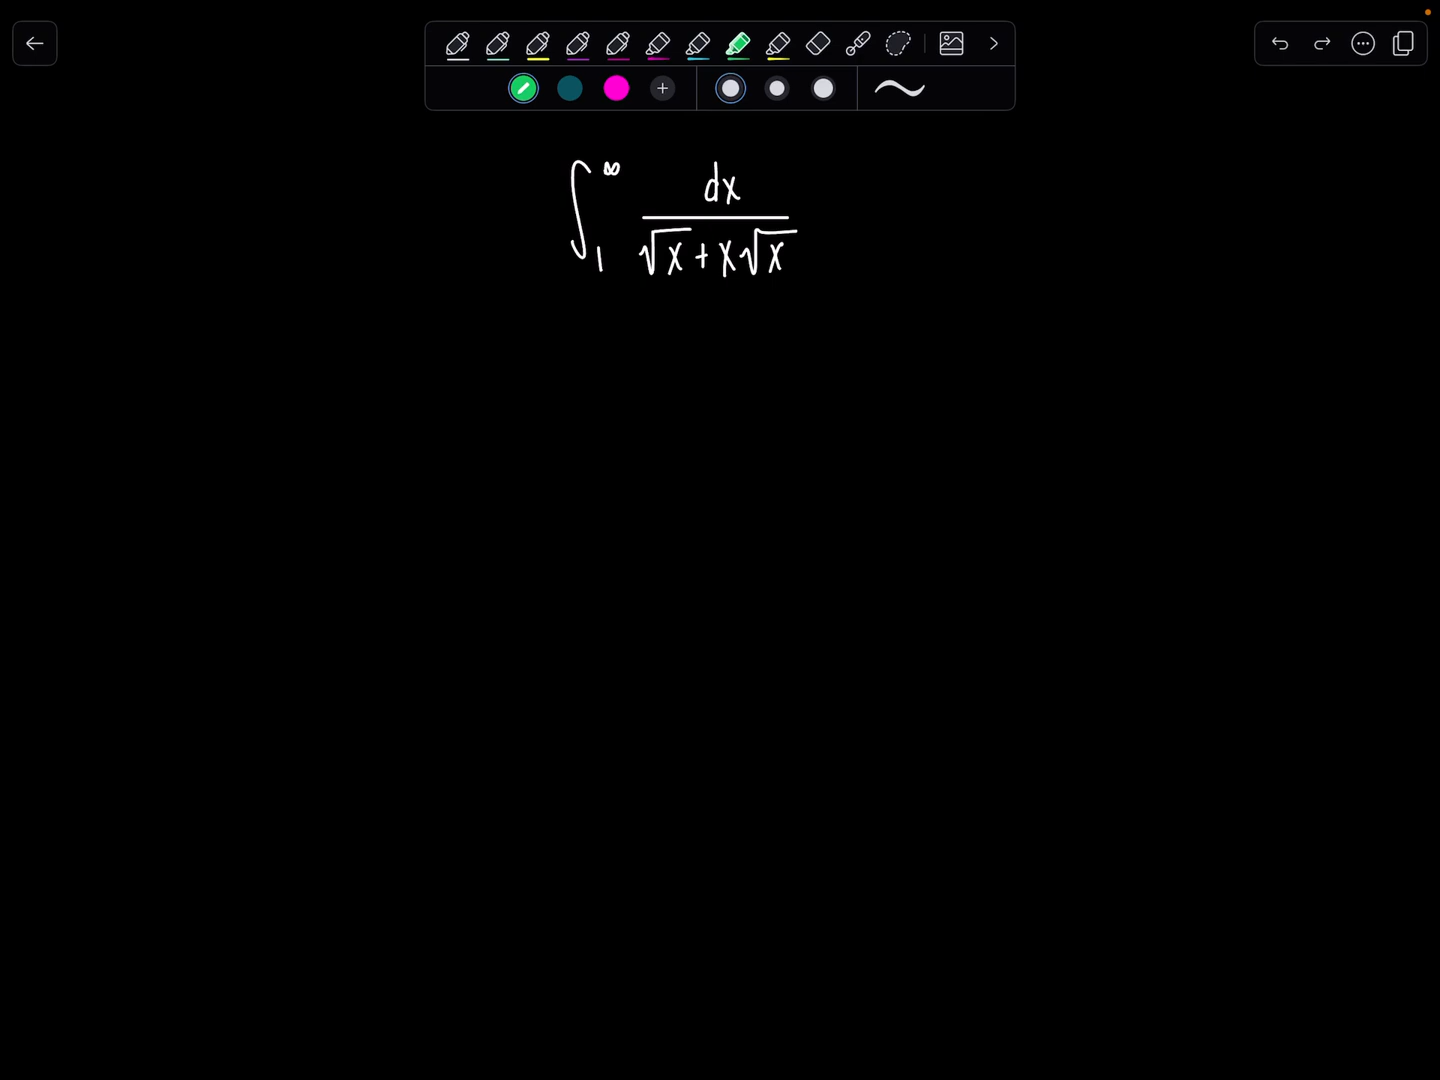 ∫₁^∞ dx / (√x + x√x)